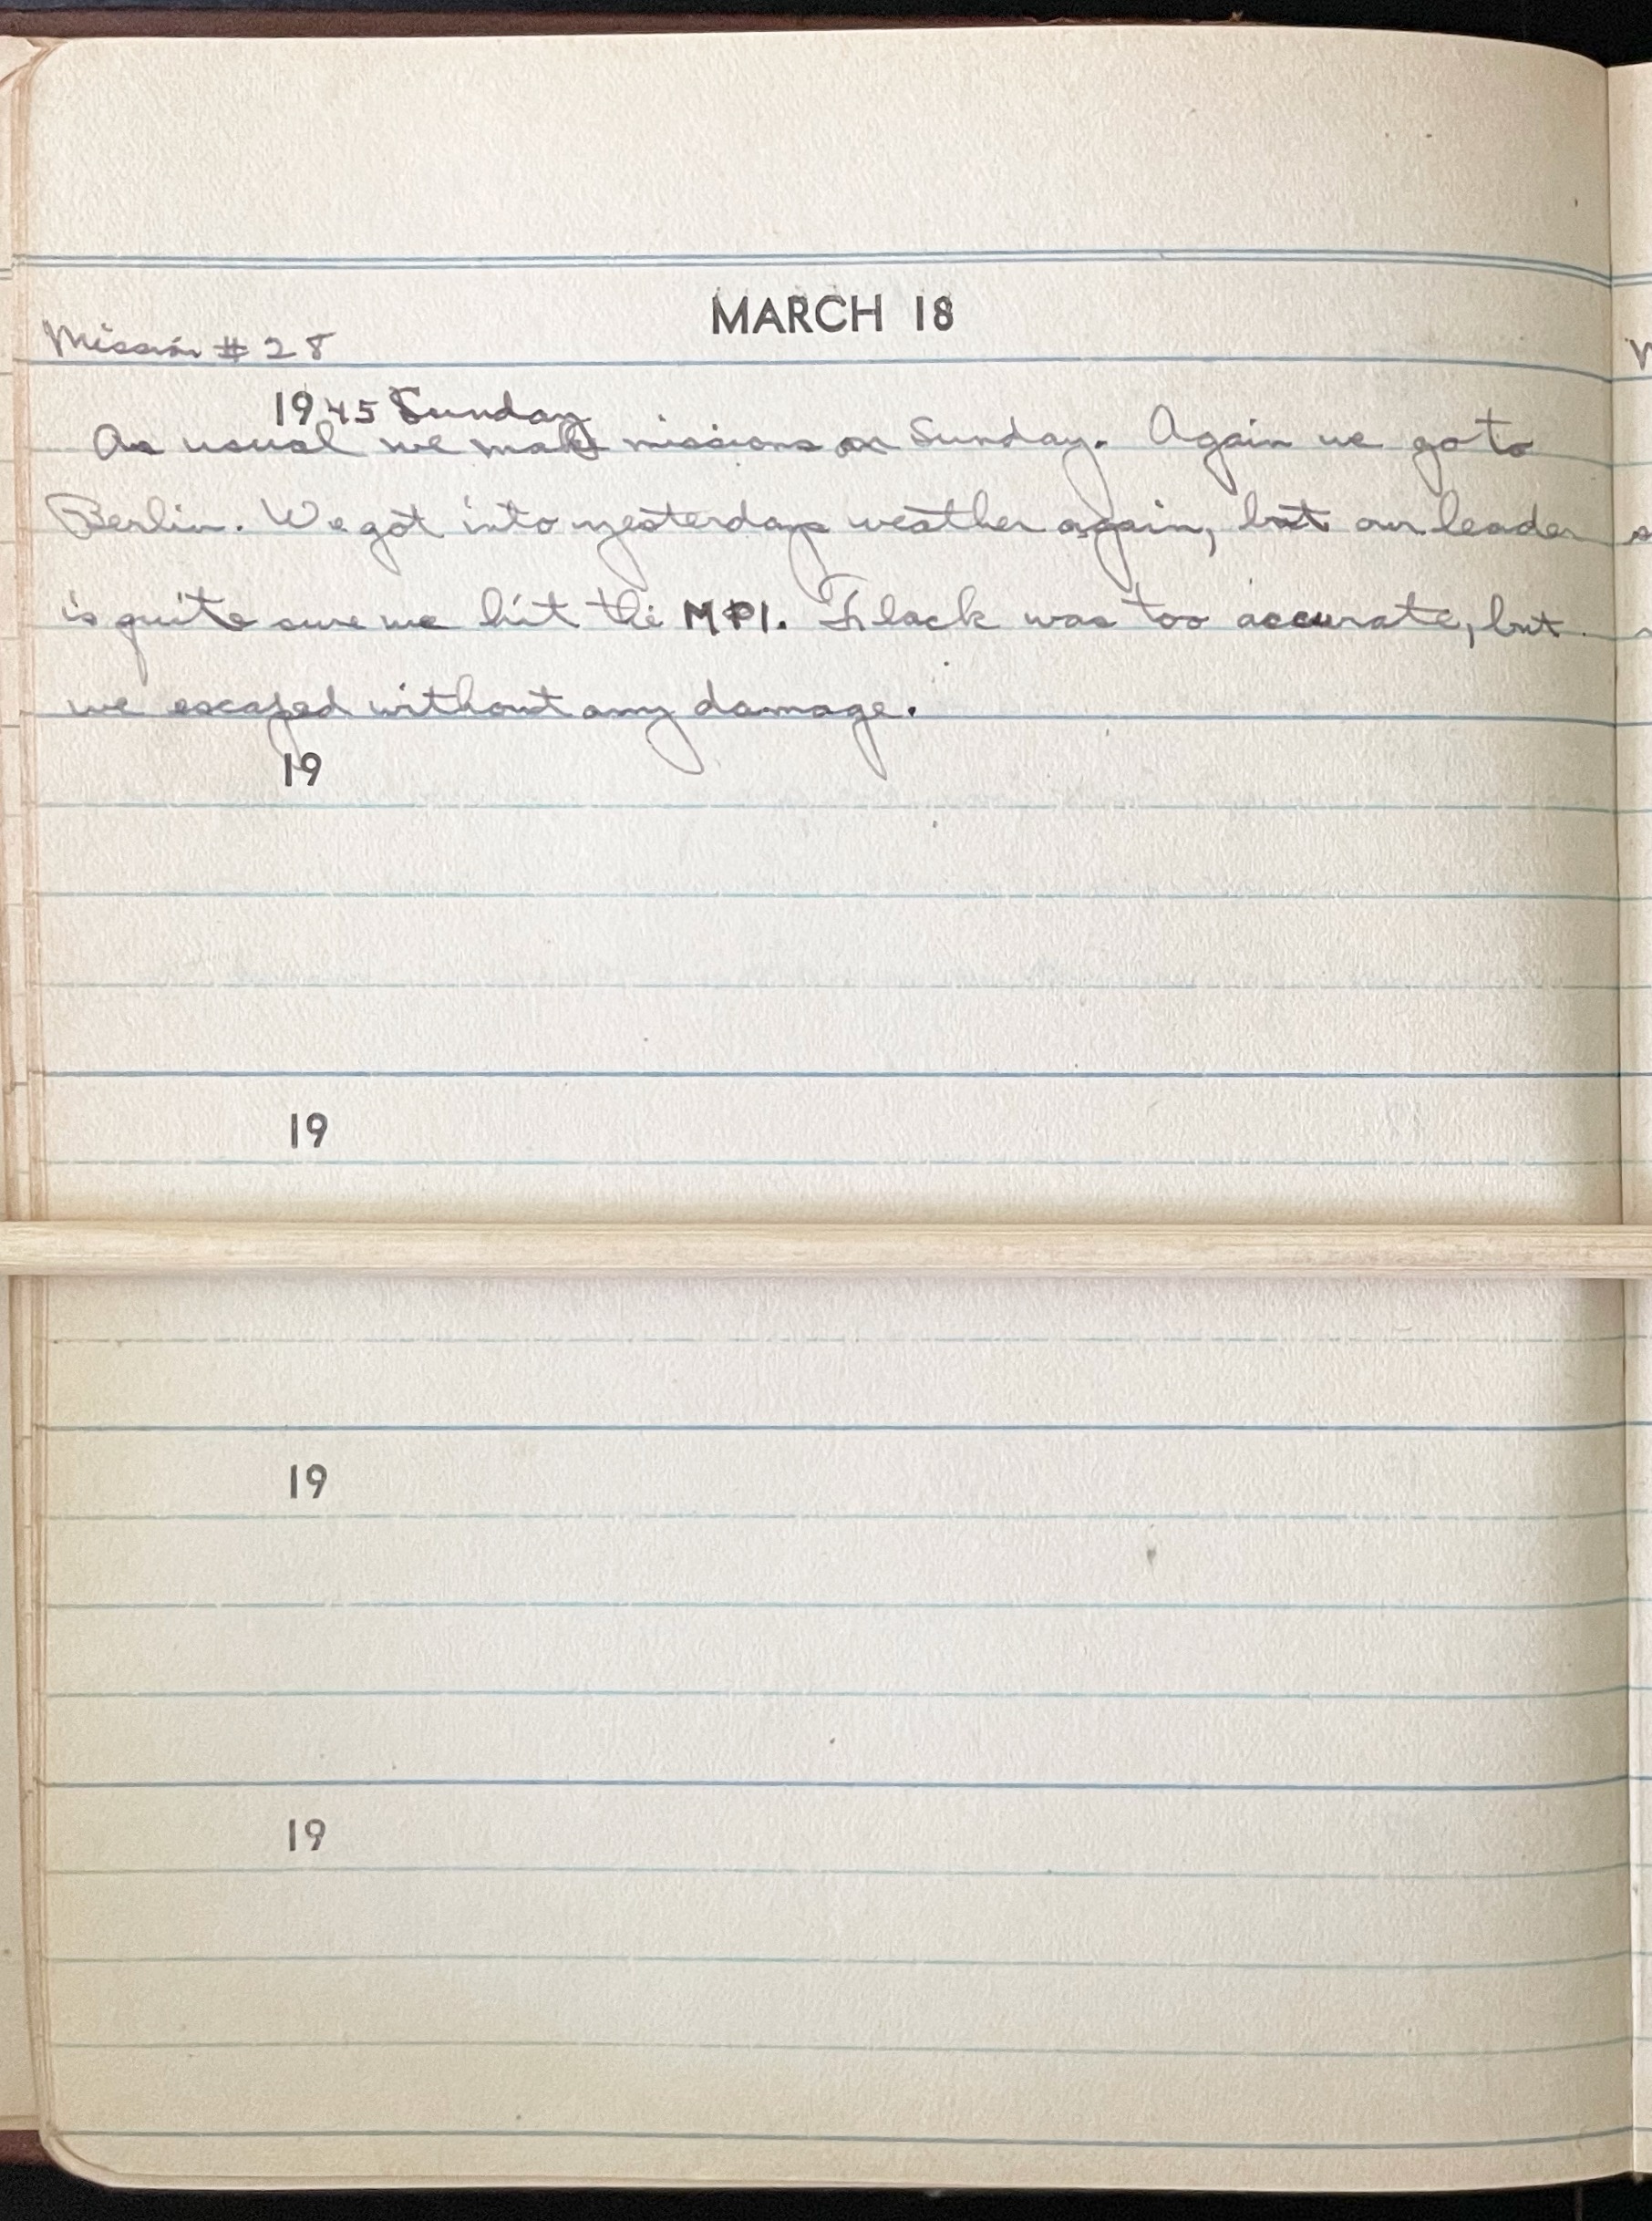 MARCH 18
Mission # 28
1945 Sunday
As usual we make missions on Sunday. Again we go to
Berlin. We got into yesterdays weather again, but our leader
is quite sure we hit the MPI. Flack was too accurate, but
we escaped without any damage.
19
19
19
19